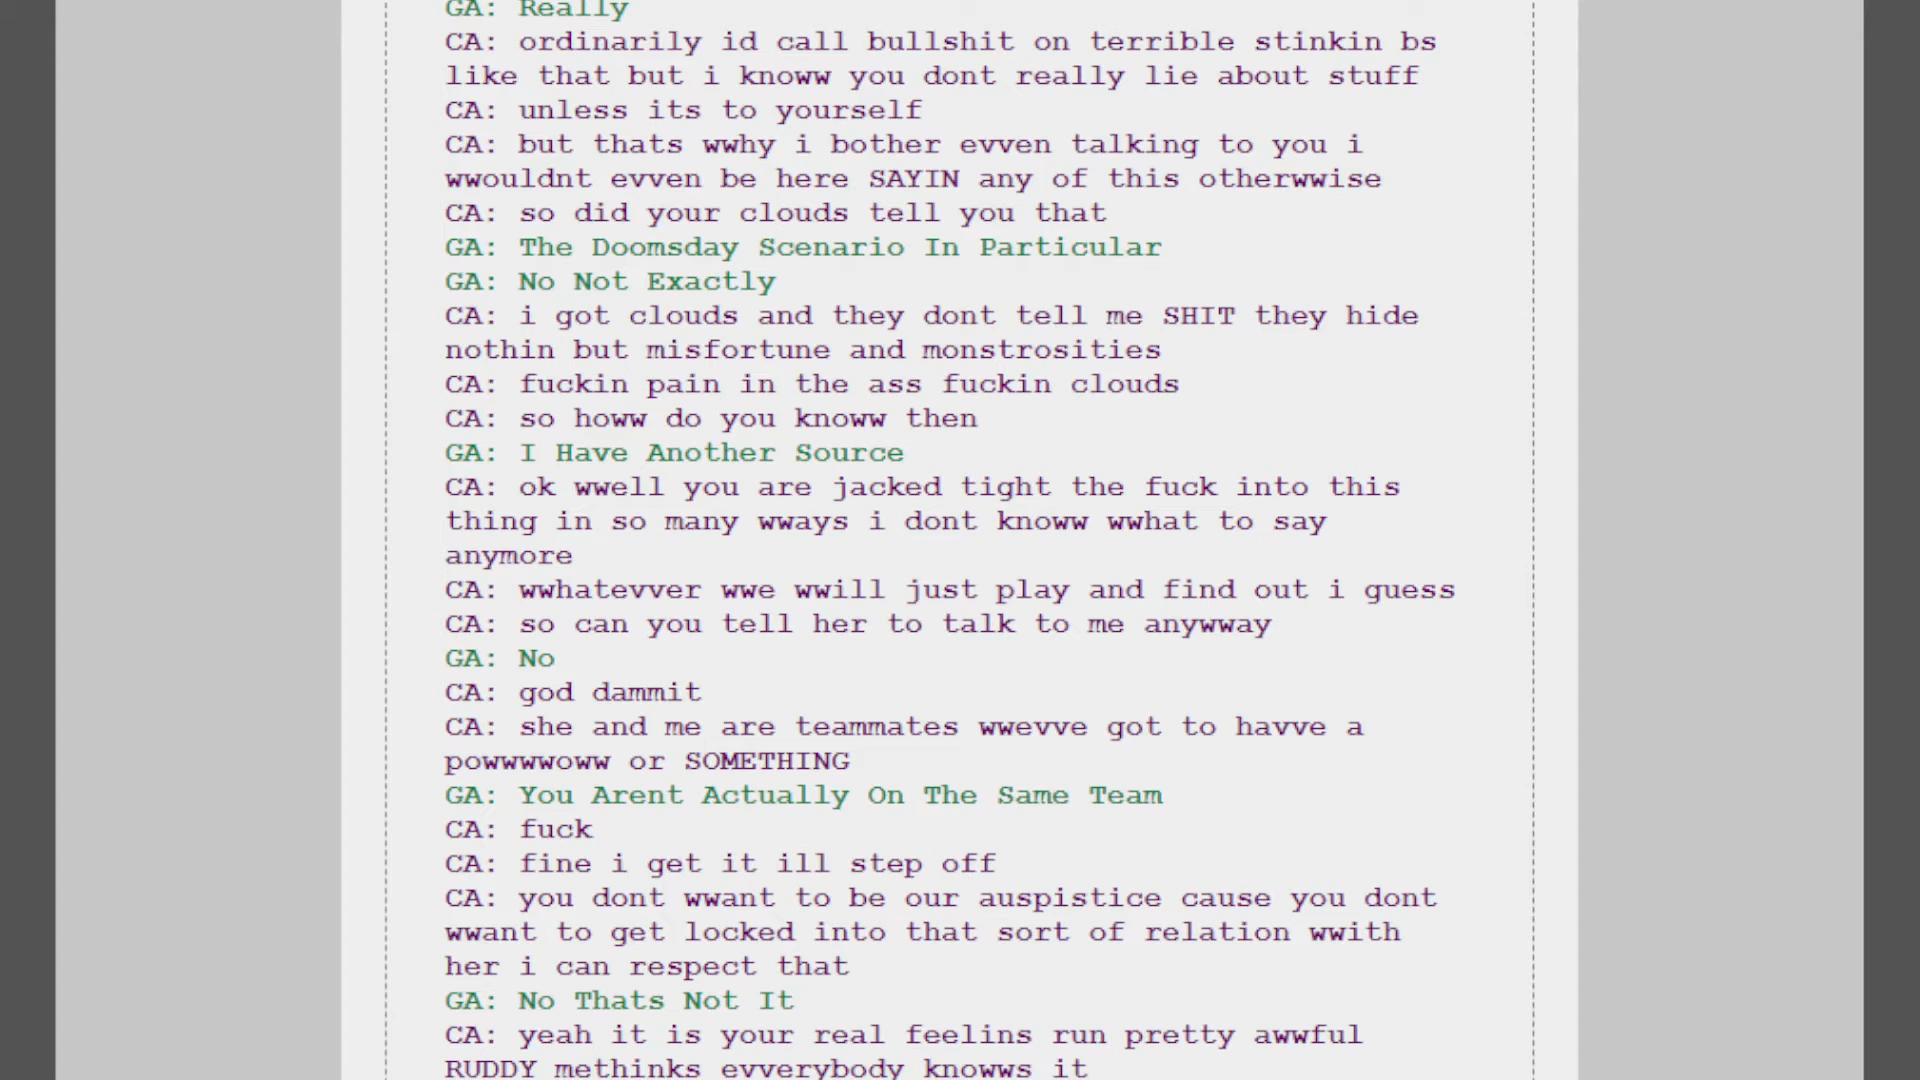 GA: Really
CA: ordinarily id call bullshit on terrible stinkin bs
like that but i knoww you dont really lie about stuff
CA: unless its to yourself
CA: but thats wwhy i bother evven talking to you i
wwouldnt evven be here SAYIN any of this otherwwise
CA: so did your clouds tell you that
GA: The Doomsday Scenario In Particular
GA: No Not Exactly
CA: i got clouds and they dont tell me SHIT they hide
nothin but misfortune and monstrosities
CA: fuckin pain in the ass fuckin clouds
CA: so howw do you knoww then
GA: I Have Another Source
CA: ok wwell you are jacked tight the fuck into this
thing in so many wways i dont knoww wwhat to say
anymore
CA: wwhatevver wwe wwill just play and find out i guess
CA: so can you tell her to talk to me anywway
GA: No
CA: god dammit
CA: she and me are teammates wwevve got to havve a
powwwwoww or SOMETHING
GA: You Arent Actually On The Same Team
CA: fuck
CA: fine i get it ill step off
CA: you dont wwant to be our auspistice cause you dont
wwant to get locked into that sort of relation wwith
her i can respect that
GA: No Thats Not It
CA: yeah it is your real feelins run pretty awwful
RUDDY methinks evverybody knowws it